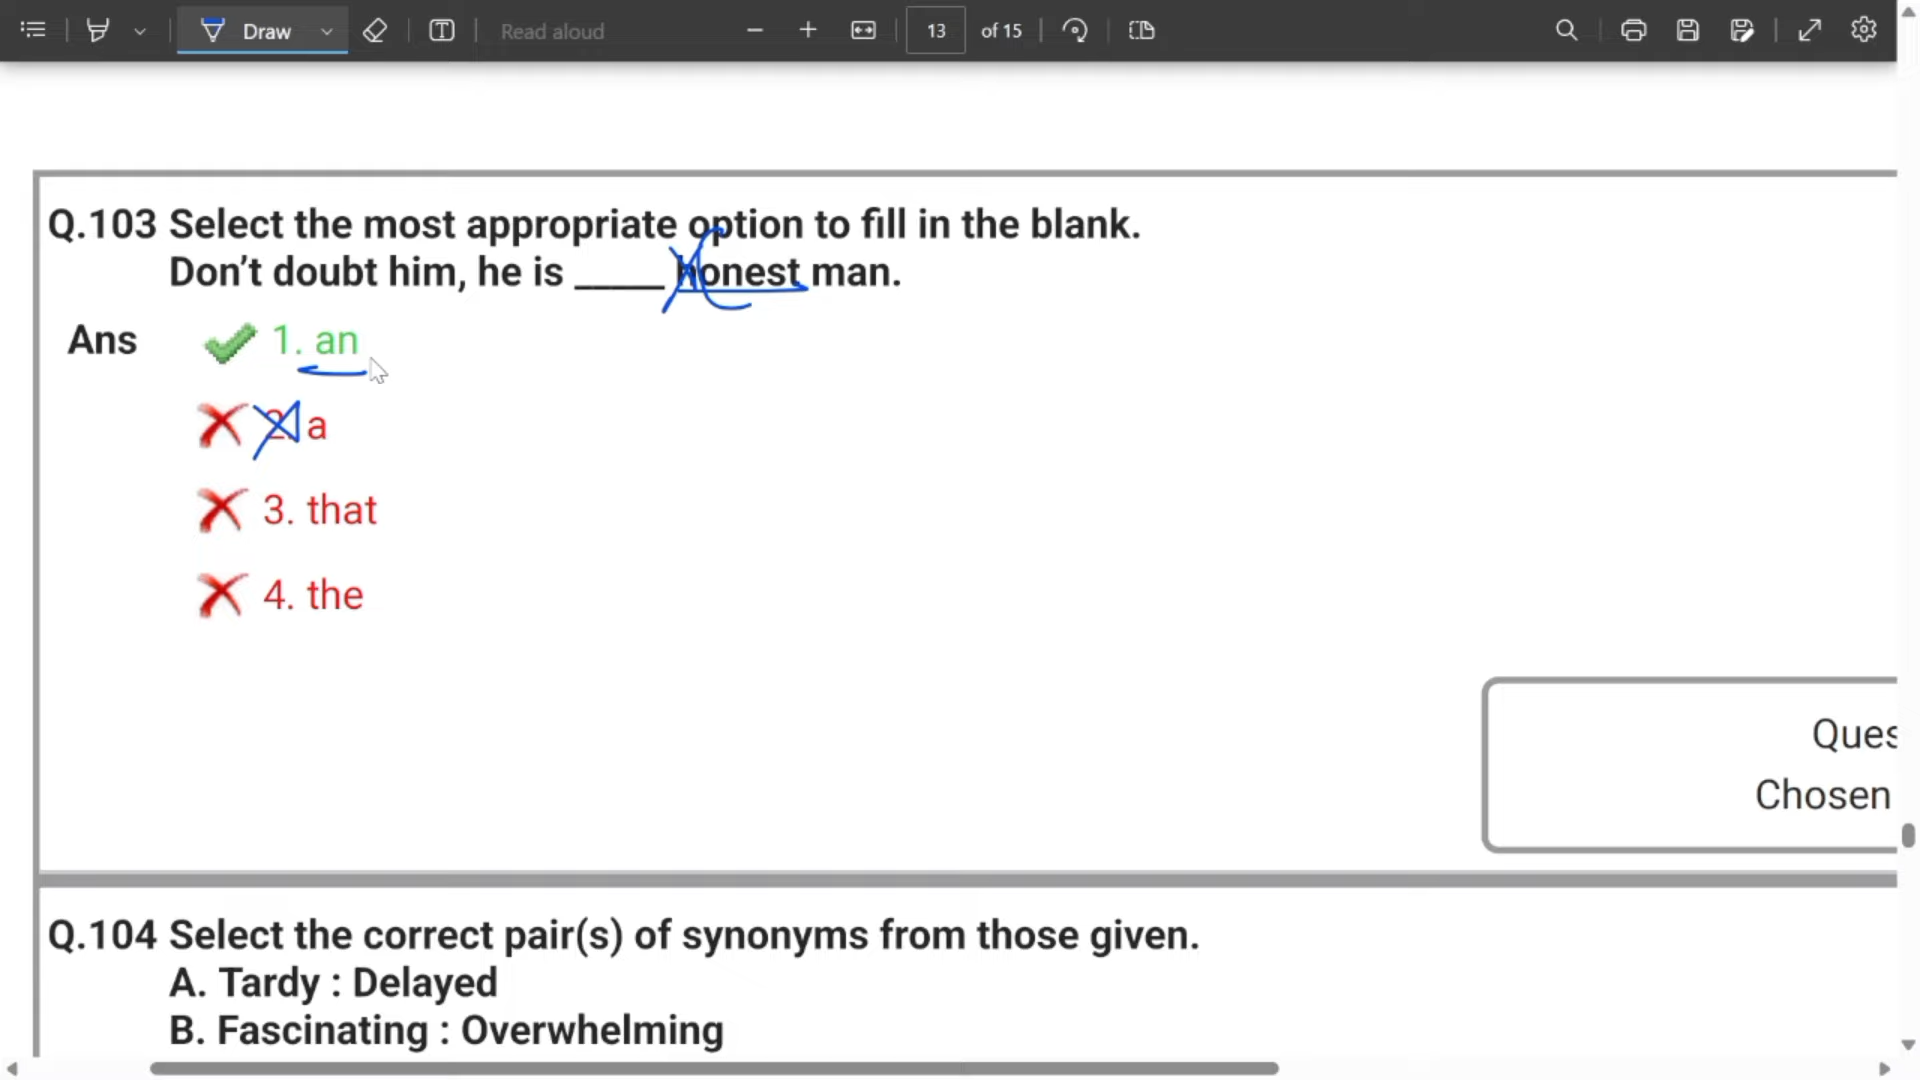 Draw
Read aloud
13 of 15
Q.103 Select the most appropriate option to fill in the blank.
Don't doubt him, he is _____ honest man.
Ans
1. an
2. a
3. that
4. the
Ques
Chosen
Q.104 Select the correct pair(s) of synonyms from those given.
A. Tardy : Delayed
B. Fascinating : Overwhelming